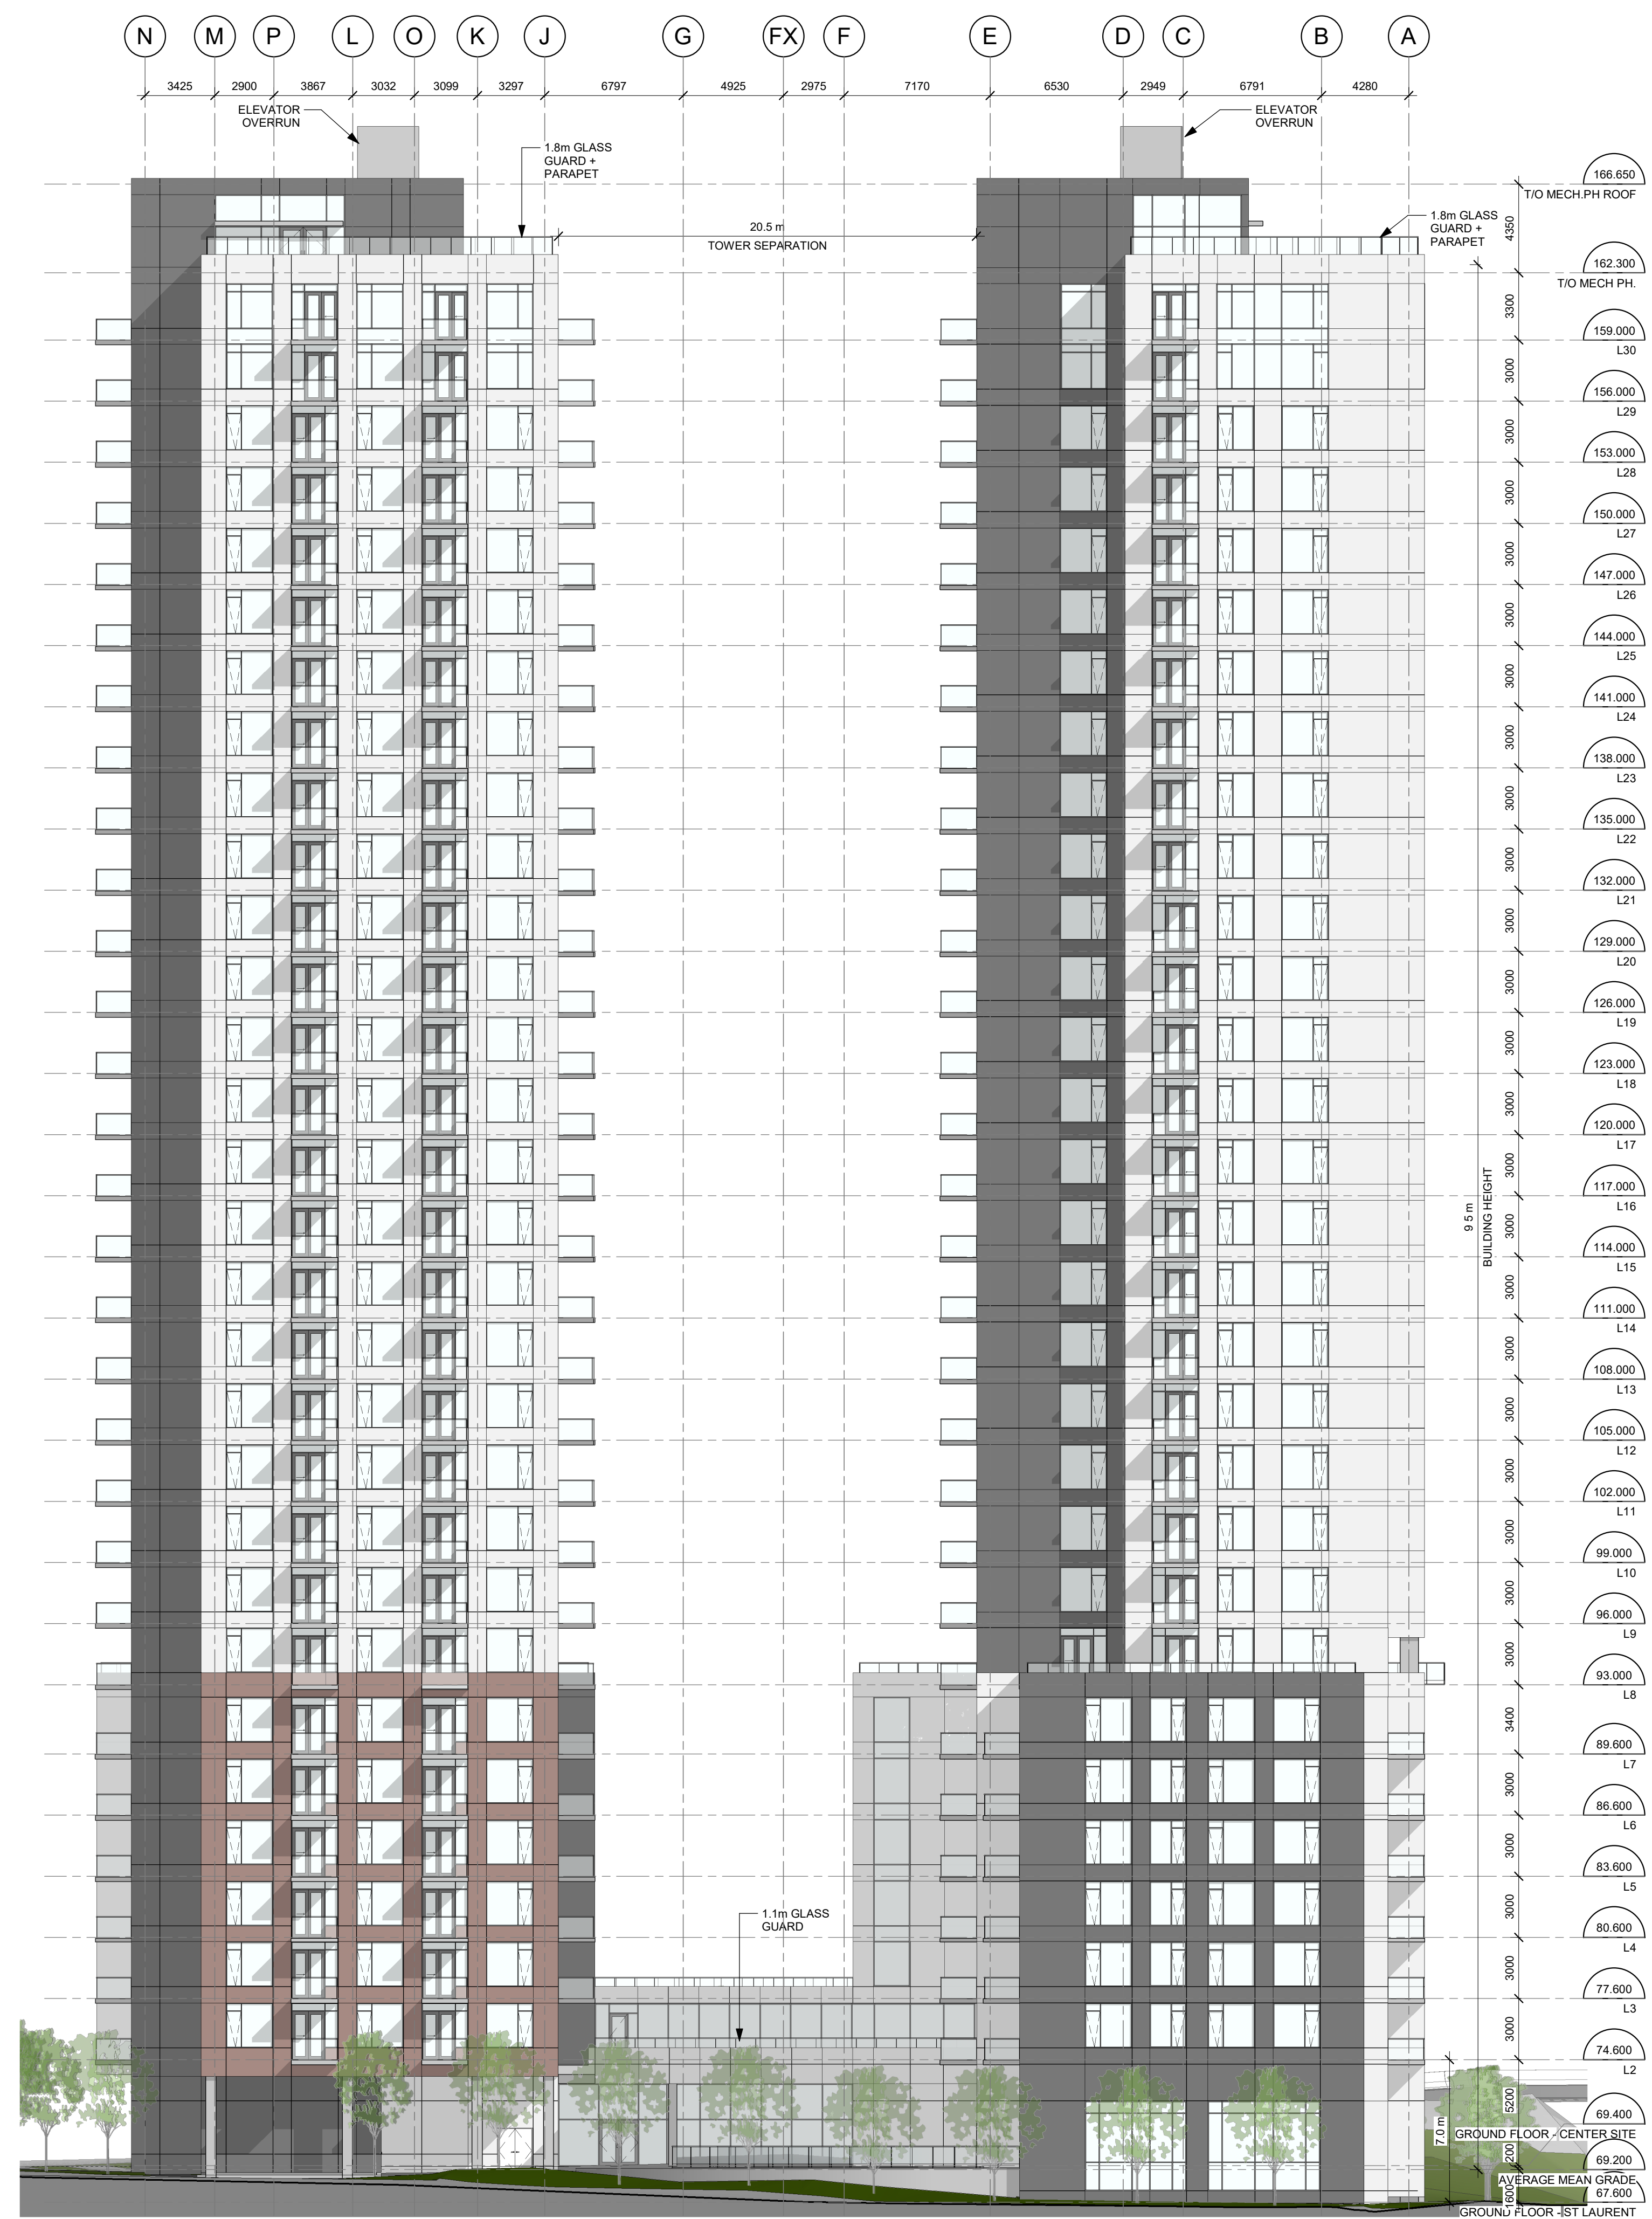 N M P L O K J G FX F E D C B A
3425 2900 3867 3032 3099 3297 6797 4925 2975 7170 6530 2949 6791 4280
ELEVATOR
OVERRUN
ELEVATOR
OVERRUN
1.8m GLASS
GUARD +
PARAPET
166.650
T/O MECH.PH ROOF
1.8m GLASS
GUARD +
PARAPET
20.5 m
TOWER SEPARATION
4350
162.300
T/O MECH PH.
3300
159.000
L30
3000
156.000
L29
3000
153.000
L28
3000
150.000
L27
3000
147.000
L26
3000
144.000
L25
3000
141.000
L24
3000
138.000
L23
3000
135.000
L22
3000
132.000
L21
3000
129.000
L20
3000
126.000
L19
3000
123.000
L18
3000
120.000
L17
3000
117.000
L16
9 5 m
BUILDING HEIGHT
3000
114.000
L15
3000
111.000
L14
3000
108.000
L13
3000
105.000
L12
3000
102.000
L11
3000
99.000
L10
3000
96.000
L9
3000
93.000
L8
3400
89.600
L7
3000
86.600
L6
3000
83.600
L5
3000
80.600
L4
1.1m GLASS
GUARD
3000
77.600
L3
3000
74.600
L2
5200
69.400
7.0 m
GROUND FLOOR - CENTER SITE
200
69.200
AVERAGE MEAN GRADE
1600
67.600
GROUND FLOOR - ST LAURENT